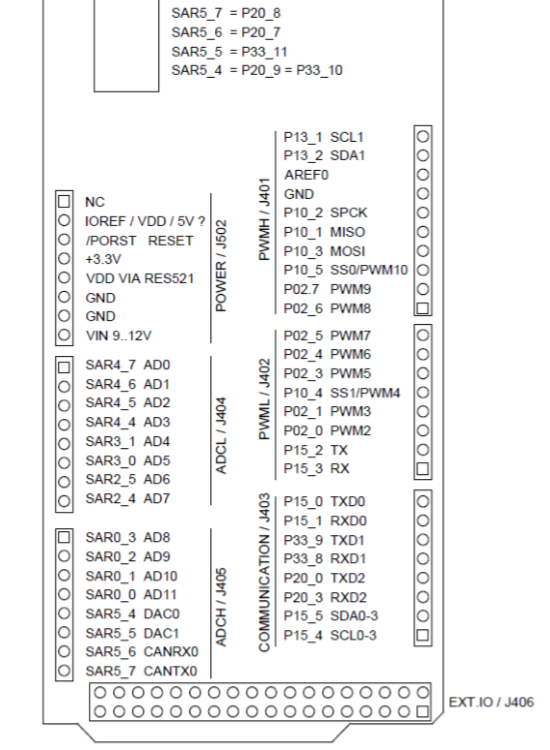 SAR5_7 = P20_8
SAR5_6 = P20_7
SAR5_5 = P33_11
SAR5_4 = P20_9 = P33_10
NC
IOREF / VDD / 5V ?
/PORST RESET
+3.3V
VDD VIA RES521
GND
GND
VIN 9..12V
POWER / J502
SAR4_7 AD0
SAR4_6 AD1
SAR4_5 AD2
SAR4_4 AD3
SAR3_1 AD4
SAR3_0 AD5
SAR2_5 AD6
SAR2_4 AD7
ADCL / J404
SAR0_3 AD8
SAR0_2 AD9
SAR0_1 AD10
SAR0_0 AD11
SAR5_4 DAC0
SAR5_5 DAC1
SAR5_6 CANRX0
SAR5_7 CANTX0
ADCH / J405
PWMH / J401
P13_1 SCL1
P13_2 SDA1
AREF0
GND
P10_2 SPCK
P10_1 MISO
P10_3 MOSI
P10_5 SS0/PWM10
P02.7 PWM9
P02_6 PWM8
PWML / J402
P02_5 PWM7
P02_4 PWM6
P02_3 PWM5
P10_4 SS1/PWM4
P02_1 PWM3
P02_0 PWM2
P15_2 TX
P15_3 RX
COMMUNICATION / J403
P15_0 TXD0
P15_1 RXD0
P33_9 TXD1
P33_8 RXD1
P20_0 TXD2
P20_3 RXD2
P15_5 SDA0-3
P15_4 SCL0-3
EXT.IO / J406